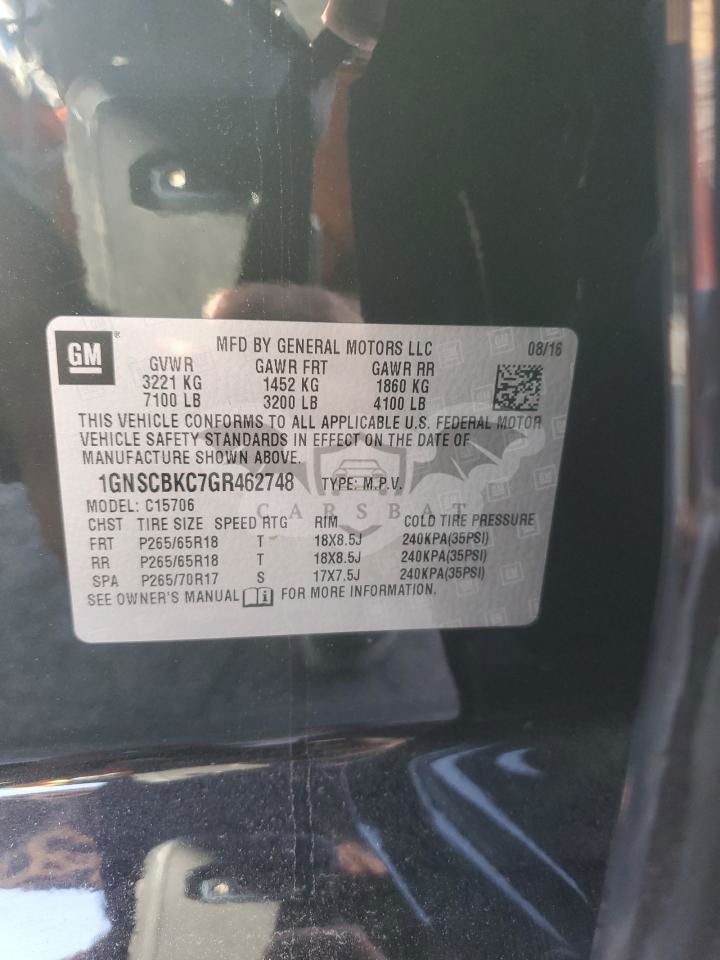 GM ®
MFD BY GENERAL MOTORS LLC 08/16
GVWR GAWR FRT GAWR RR
3221 KG 1452 KG 1860 KG
7100 LB 3200 LB 4100 LB
THIS VEHICLE CONFORMS TO ALL APPLICABLE U.S. FEDERAL MOTOR
VEHICLE SAFETY STANDARDS IN EFFECT ON THE DATE OF
MANUFACTURE SHOWN ABOVE.
1GNSCBKC7GR462748 TYPE: M.P.V.
MODEL: C15706
CARSBAT
CHST TIRE SIZE SPEED RTG RIM COLD TIRE PRESSURE
FRT P265/65R18 T 18X8.5J 240KPA(35PSI)
RR P265/65R18 T 18X8.5J 240KPA(35PSI)
SPA P265/70R17 S 17X7.5J 240KPA(35PSI)
SEE OWNER'S MANUAL FOR MORE INFORMATION.